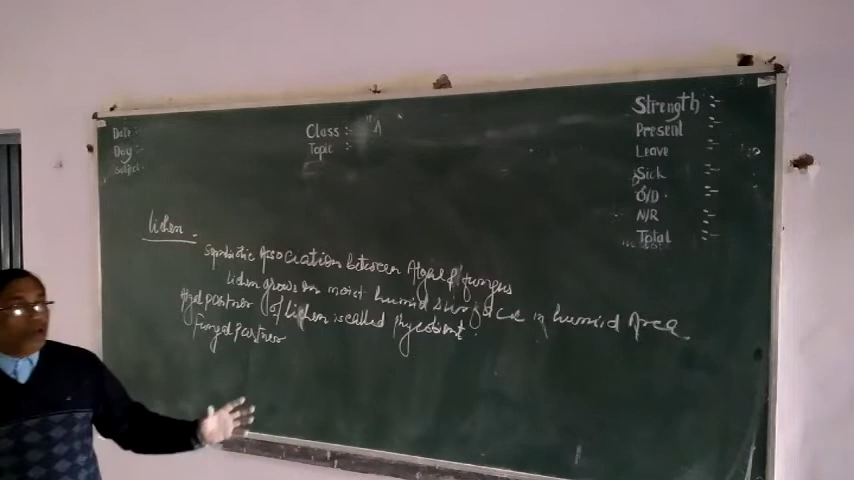 Date :-
Day :-
Subject :-
Class :- "A
Topic :-
Strength :-
Present :-
Leave
Sick :-
O/D :-
N/R :-
Total :-
lichen -
Symbiotic Association between Algae & fungus
lichen grows on moist humid surface in humid Area
Algal partner of lichen is called phycobiont.
Fungal Partner